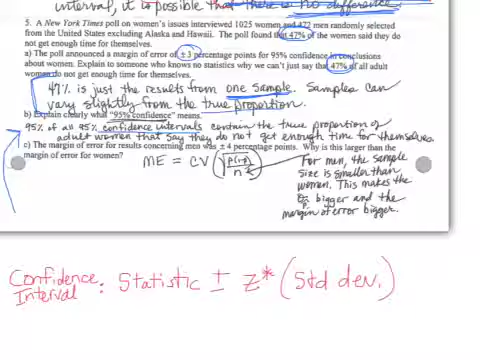 interval, it is possible that there is no difference
5. A New York Times poll on women's issues interviewed 1025 women and 472 men randomly selected
from the United States excluding Alaska and Hawaii. The poll found that 47% of the women said they do
not get enough time for themselves.
a) The poll announced a margin of error of ± 3 percentage points for 95% confidence in conclusions
about women. Explain to someone who knows no statistics why we can't just say that 47% of all adult
women do not get enough time for themselves.
47% is just the results from one sample. Samples can
vary slightly from the true proportion.
b) Explain clearly what "95% confidence" means.
95% of all 95% confidence intervals contain the true proportion of
adult women that say they do not get enough time for themselves.
c) The margin of error for results concerning men was ± 4 percentage points. Why is this larger than the
margin of error for women?
ME = CV √(p(1-p)/n)
For men, the sample
size is smaller than
women. This makes the
bigger and the
margin of error bigger.
Confidence
Interval : Statistic ± z* (Std dev.)